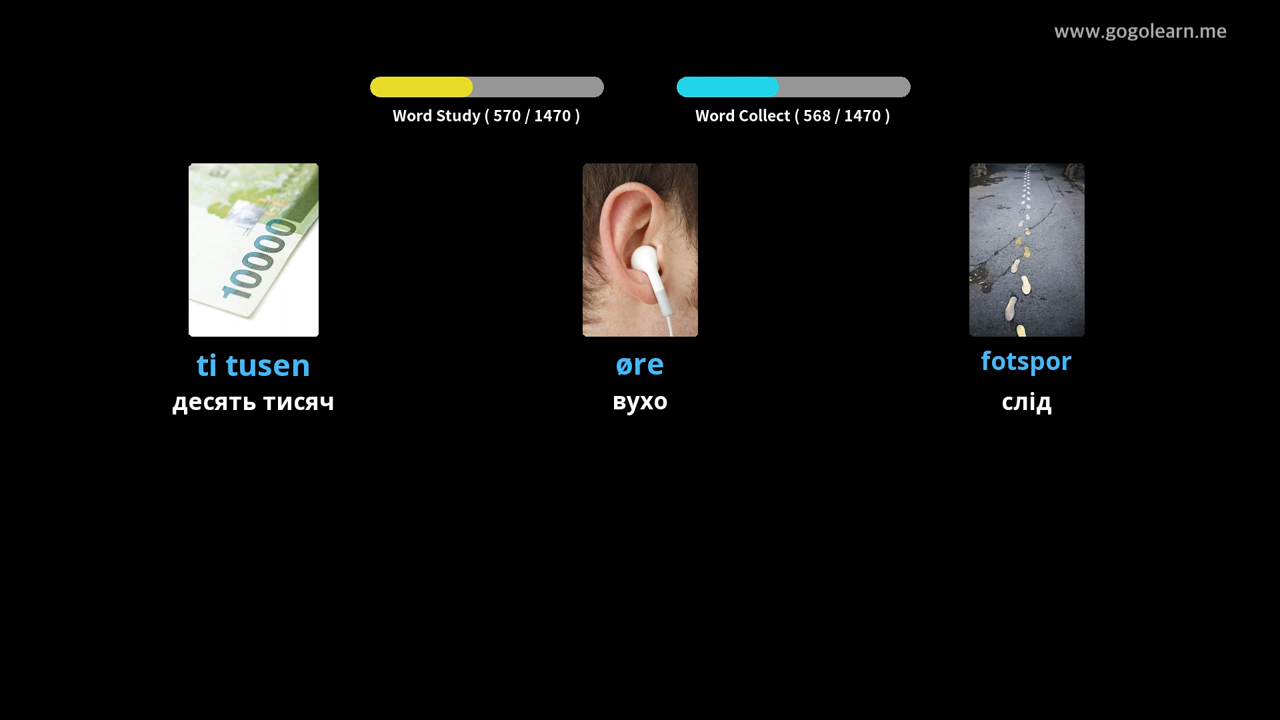 www.gogolearn.me
Word Study ( 570 / 1470 )
Word Collect ( 568 / 1470 )
10000
ti tusen
øre
fotspor
десять тисяч
вухо
слід